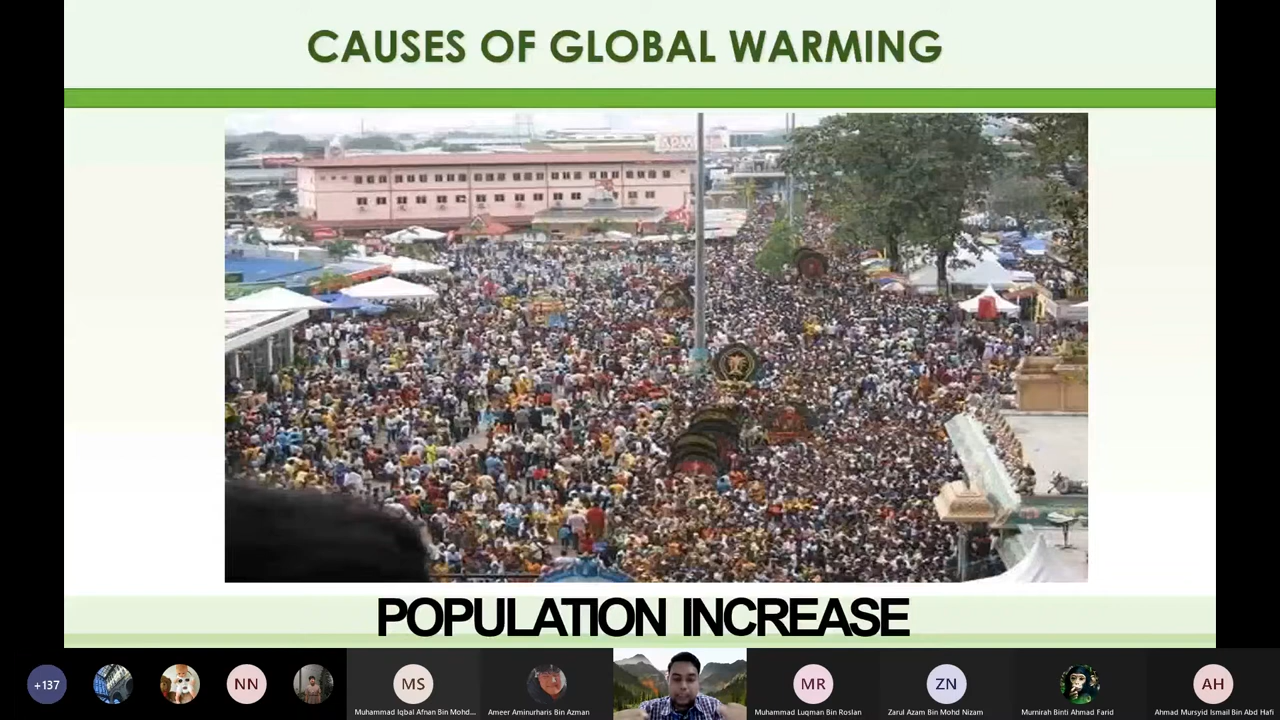 CAUSES OF GLOBAL WARMING
POPULATION INCREASE
+137
NN
MS
Muhammad Iqbal Afnan Bin Mohd...
Ameer Aminurharis Bin Azman
MR
Muhammad Luqman Bin Roslan
ZN
Zarul Azam Bin Mohd Nizam
Murnirah Binti Ahmad Farid
AH
Ahmad Mursyid Ismail Bin Abd Hafi